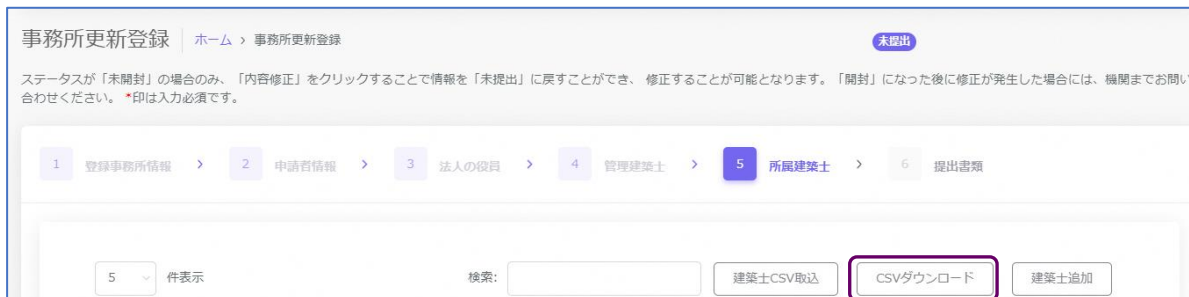 事務所更新登録 ホーム > 事務所更新登録 未提出
ステータスが「未開封」の場合のみ、「内容修正」をクリックすることで情報を「未提出」に戻すことができ、 修正することが可能となります。「開封」になった後に修正が発生した場合には、機関までお問い
合わせください。 *印は入力必須です。
1 登録事務所情報 > 2 申請者情報 > 3 法人の役員 > 4 管理建築士 > 5 所属建築士 > 6 提出書類
5 件表示 検索: 建築士CSV取込 CSVダウンロード 建築士追加